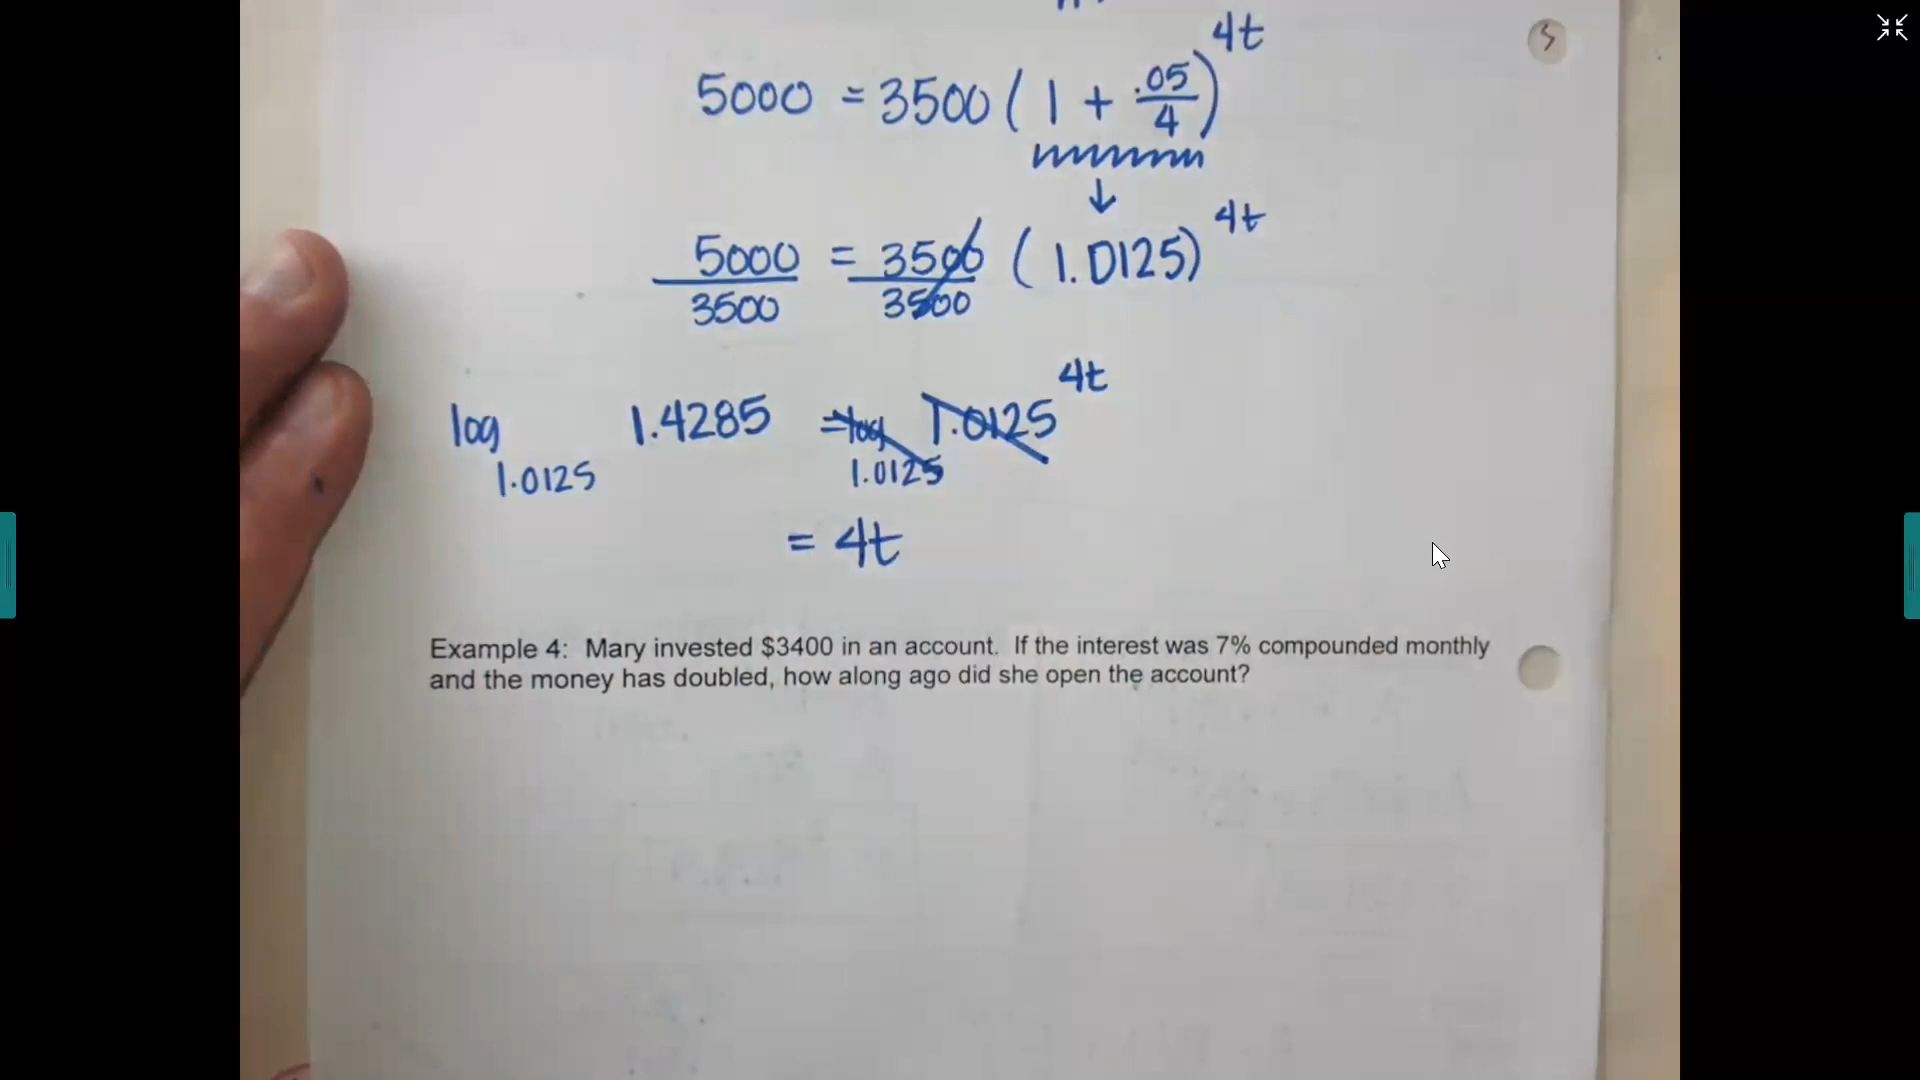 4t
5000 = 3500 ( 1 + .05/4 )
4t
5000 = 3500 ( 1.0125)
3500 3500
4t
log 1.4285 = log 1.0125
1.0125 1.0125
= 4t
Example 4: Mary invested $3400 in an account. If the interest was 7% compounded monthly
and the money has doubled, how along ago did she open the account?